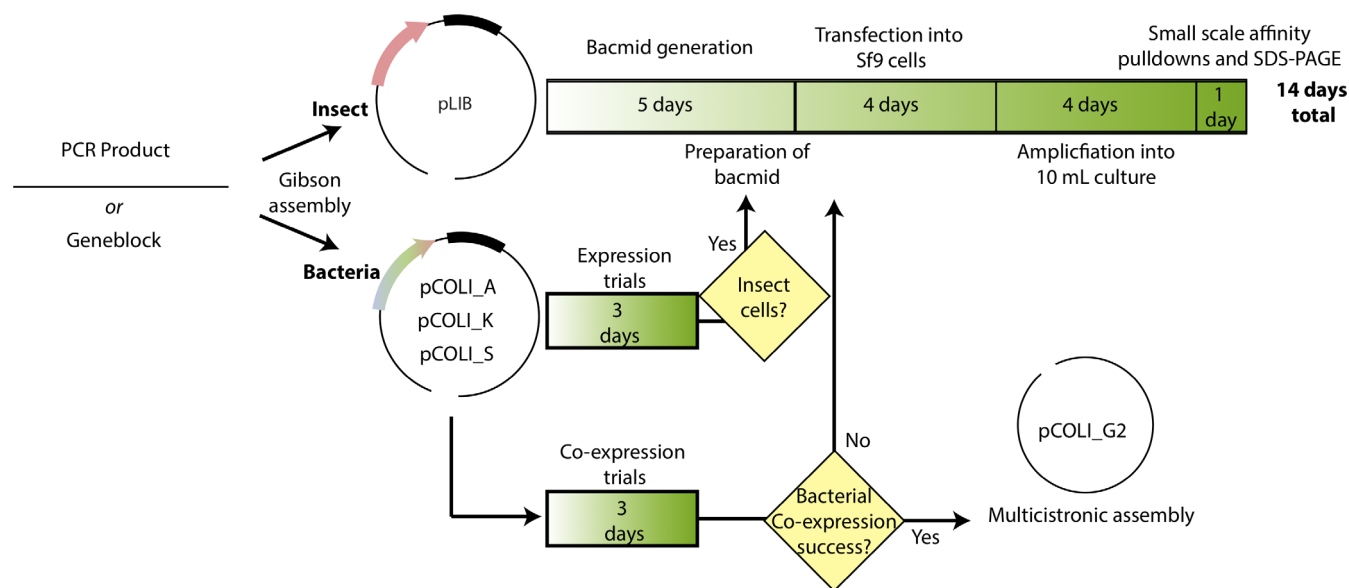 PCR Product
or
Geneblock
Gibson
assembly
Insect
pLIB
Bacmid generation
Transfection into
Sf9 cells
Small scale affinity
pulldowns and SDS-PAGE
5 days
4 days
4 days
1
day
14 days
total
Preparation of
bacmid
Amplicfiation into
10 mL culture
Bacteria
pCOLI_A
pCOLI_K
pCOLI_S
Expression
trials
3
days
Yes
Insect
cells?
Co-expression
trials
3
days
No
Bacterial
Co-expression
success?
Yes
pCOLI_G2
Multicistronic assembly